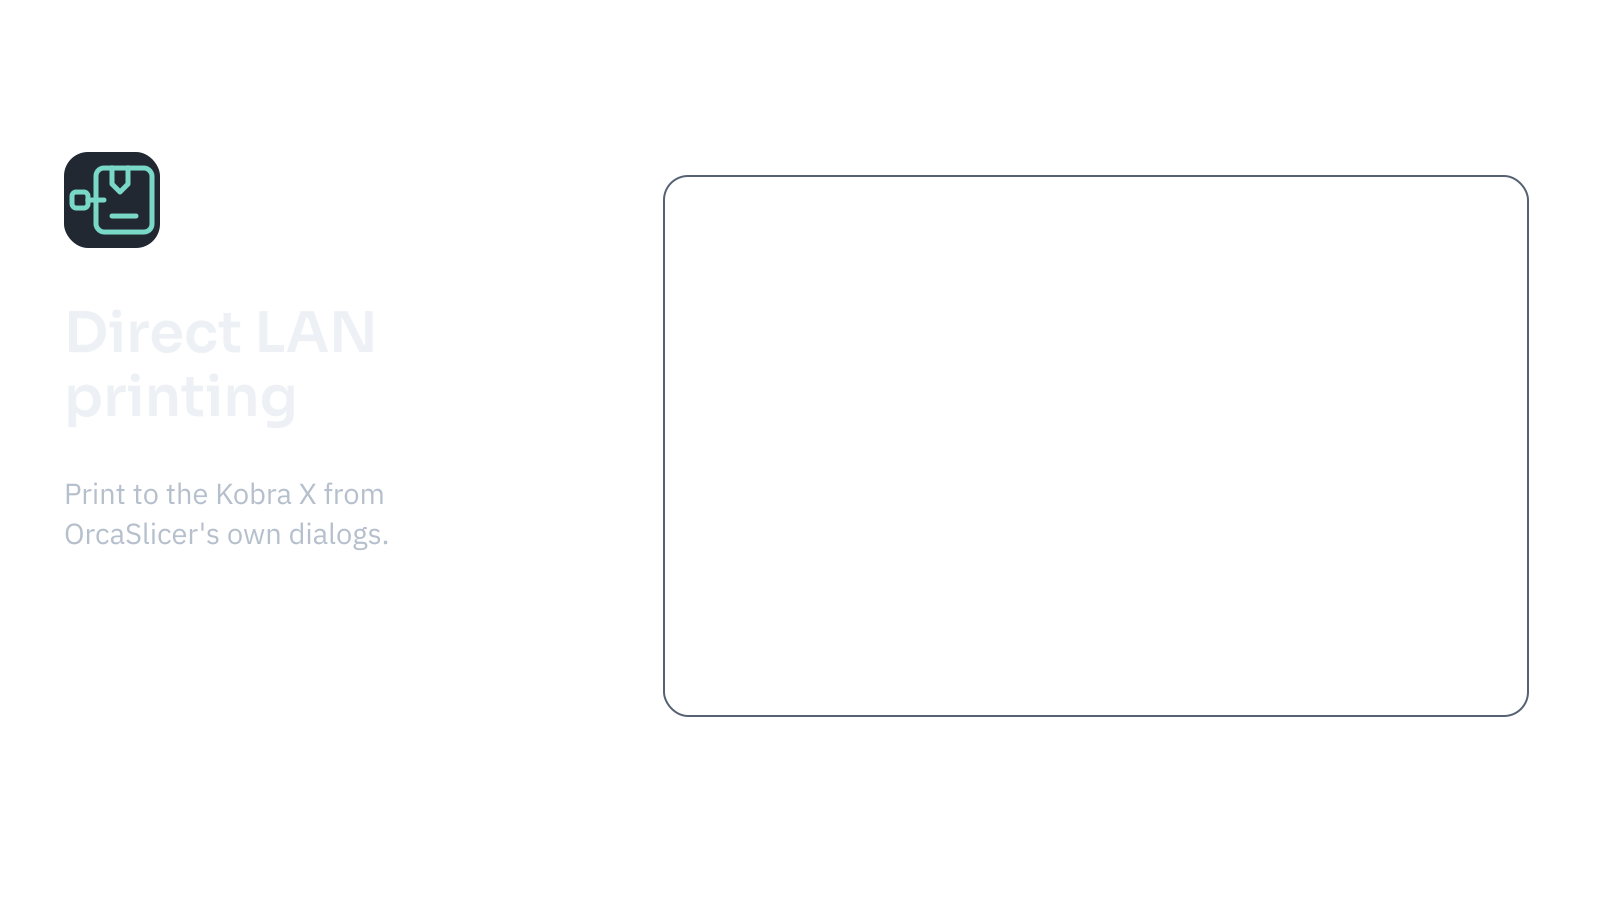 Direct LAN
printing
Print to the Kobra X from
OrcaSlicer's own dialogs.